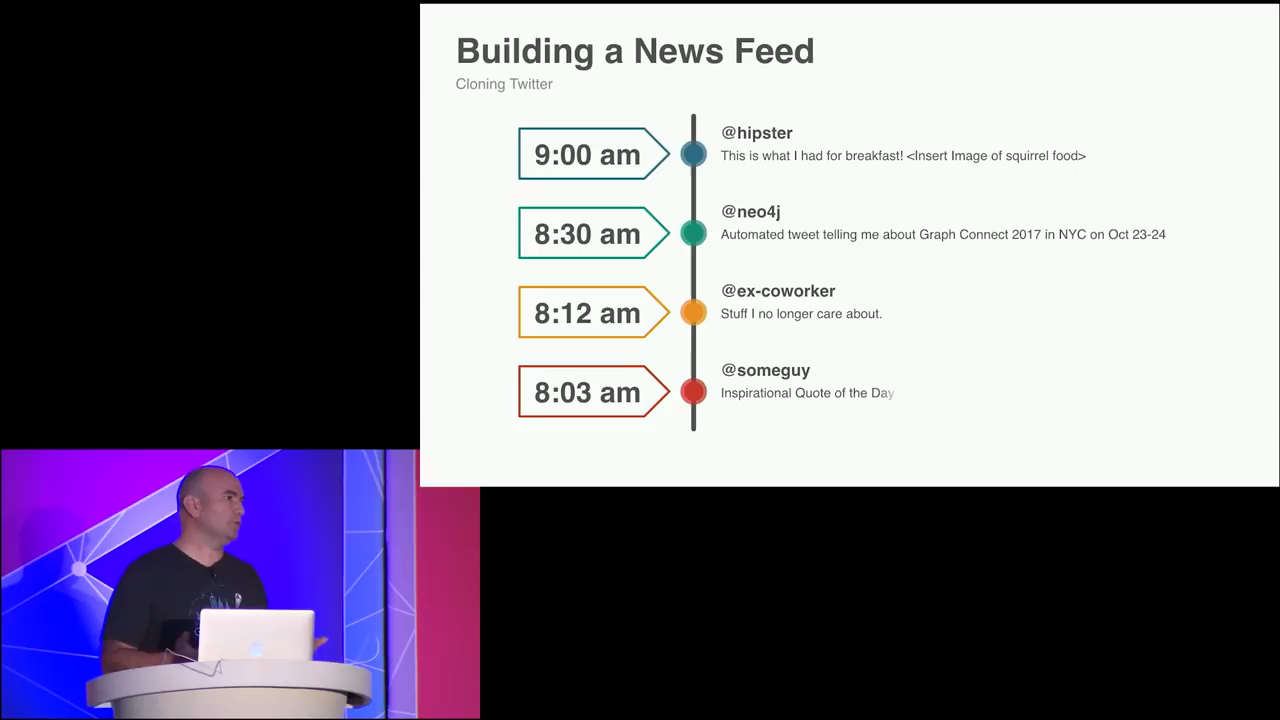 Building a News Feed
Cloning Twitter
9:00 am
@hipster
This is what I had for breakfast! <Insert Image of squirrel food>
8:30 am
@neo4j
Automated tweet telling me about Graph Connect 2017 in NYC on Oct 23-24
8:12 am
@ex-coworker
Stuff I no longer care about.
8:03 am
@someguy
Inspirational Quote of the Day